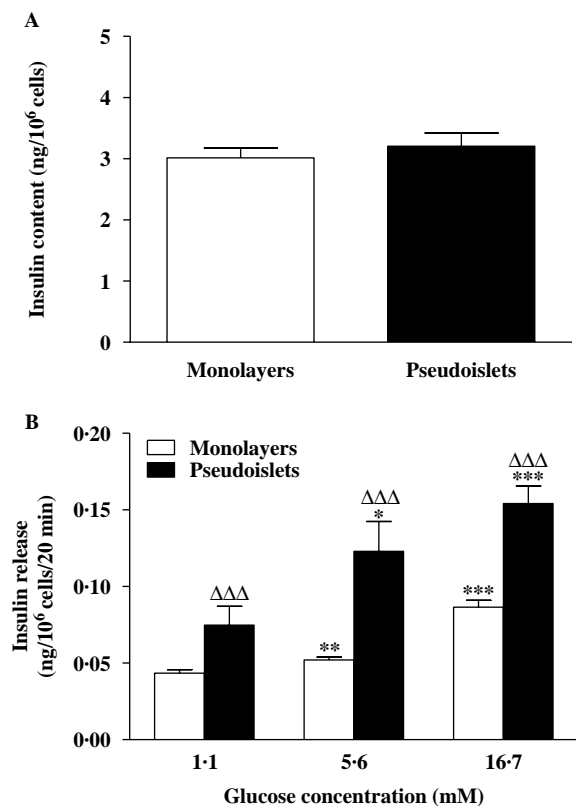 A
Insulin content (ng/10⁶ cells)
5
4
3
2
1
0
Monolayers Pseudoislets
B
Insulin release
(ng/10⁶ cells/20 min)
0·20
0·15
0·10
0·05
0·00
Monolayers
Pseudoislets
ΔΔΔ
**
ΔΔΔ
*
***
ΔΔΔ
***
1·1 5·6 16·7
Glucose concentration (mM)